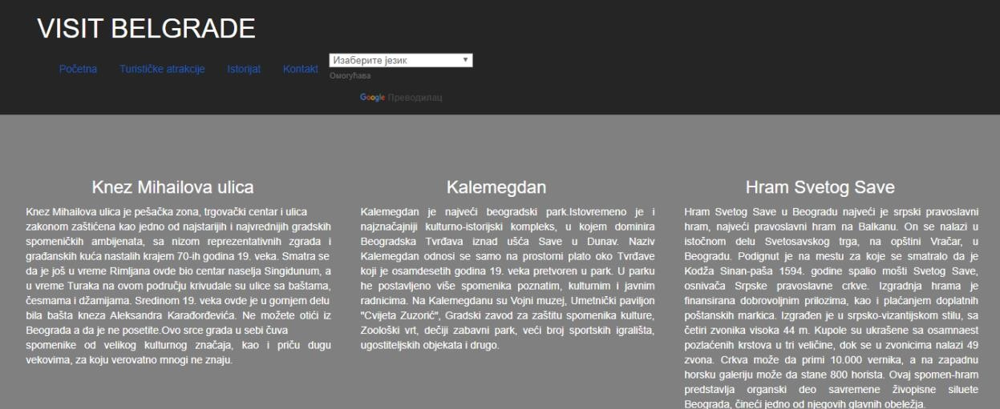 VISIT BELGRADE
Početna Turističke atrakcije Istorijat Kontakt Изаберите језик
Омогућава
Google Преводилац
Knez Mihailova ulica
Knez Mihailova ulica je pešačka zona, trgovački centar i ulica
zakonom zaštićena kao jedno od najstarijih i najvrednijih gradskih
spomeničkih ambijenata, sa nizom reprezentativnih zgrada i
građanskih kuća nastalih krajem 70-ih godina 19. veka. Smatra se
da je još u vreme Rimljana ovde bio centar naselja Singidunum, a
u vreme Turaka na ovom području krivudale su ulice sa baštama,
česmama i džamijama. Sredinom 19. veka ovde je u gornjem delu
bila bašta kneza Aleksandra Karađorđevića. Ne možete otići iz
Beograda a da je ne posetite.Ovo srce grada u sebi čuva
spomenike od velikog kulturnog značaja, kao i priču dugu
vekovima, za koju verovatno mnogi ne znaju.
Kalemegdan
Kalemegdan je najveći beogradski park.Istovremeno je i
najznačajniji kulturno-istorijski kompleks, u kojem dominira
Beogradska Tvrđava iznad ušća Save u Dunav. Naziv
Kalemegdan odnosi se samo na prostorni plato oko Tvrđave
koji je osamdesetih godina 19. veka pretvoren u park. U parku
he postavljeno više spomenika poznatim, kulturnim i javnim
radnicima. Na Kalemegdanu su Vojni muzej, Umetnički paviljon
"Cvijeta Zuzorić", Gradski zavod za zaštitu spomenika kulture,
Zoološki vrt, dečiji zabavni park, veći broj sportskih igrališta,
ugostiteljskih objekata i drugo.
Hram Svetog Save
Hram Svetog Save u Beogradu najveći je srpski pravoslavni
hram, najveći pravoslavni hram na Balkanu. On se nalazi u
istočnom delu Svetosavskog trga, na opštini Vračar, u
Beogradu. Podignut je na mestu za koje se smatralo da je
Kodža Sinan-paša 1594. godine spalio mošti Svetog Save,
osnivača Srpske pravoslavne crkve. Izgradnja hrama je
finansirana dobrovoljnim prilozima, kao i plaćanjem doplatnih
poštanskih markica. Izgrađen je u srpsko-vizantijskom stilu, sa
četiri zvonika visoka 44 m. Kupole su ukrašene sa osamnaest
pozlaćenih krstova u tri veličine, dok se u zvonicima nalazi 49
zvona. Crkva može da primi 10.000 vernika, a na zapadnu
horsku galeriju može da stane 800 horista. Ovaj spomen-hram
predstavlja organski deo savremene živopisne siluete
Beograda, čineći jedno od njegovih glavnih obeležja.